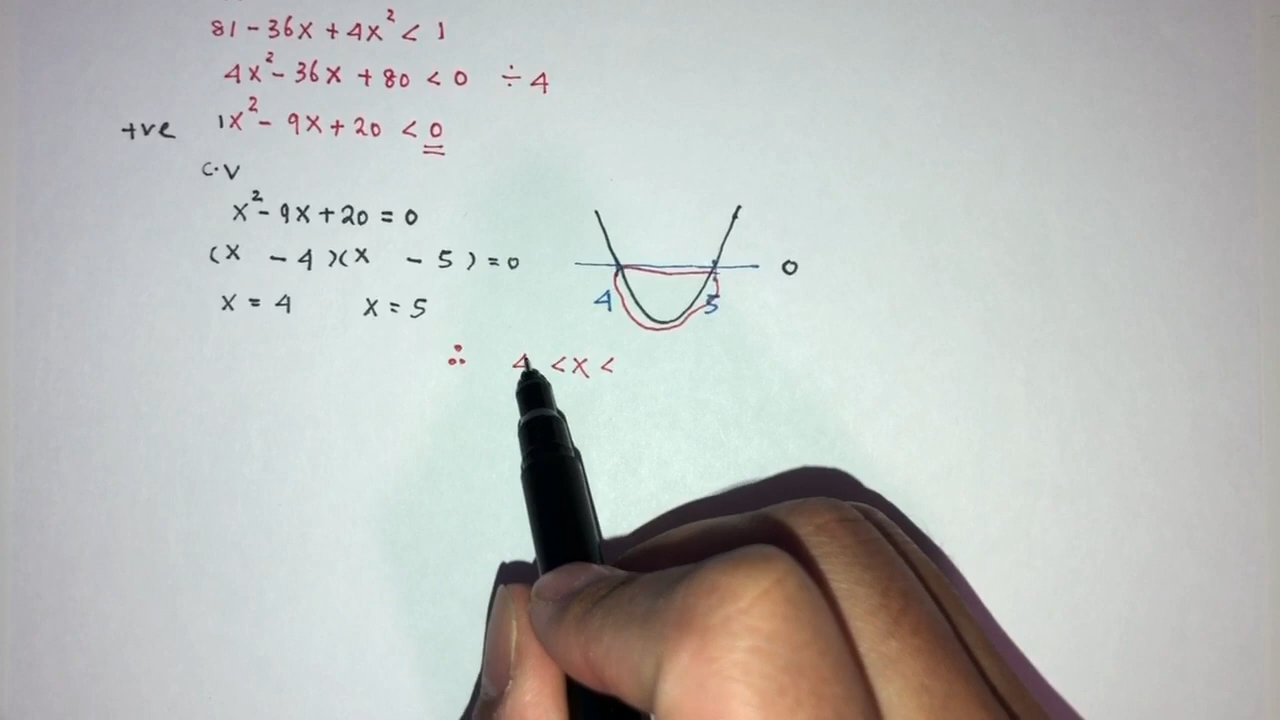 81 - 36x + 4x² < 1
4x² - 36x + 80 < 0 ÷ 4
+ve 1x² - 9x + 20 < 0
C.V
x² - 9x + 20 = 0
(x - 4)(x - 5) = 0
0
x = 4 x = 5
4 5
∴ 4 < x <